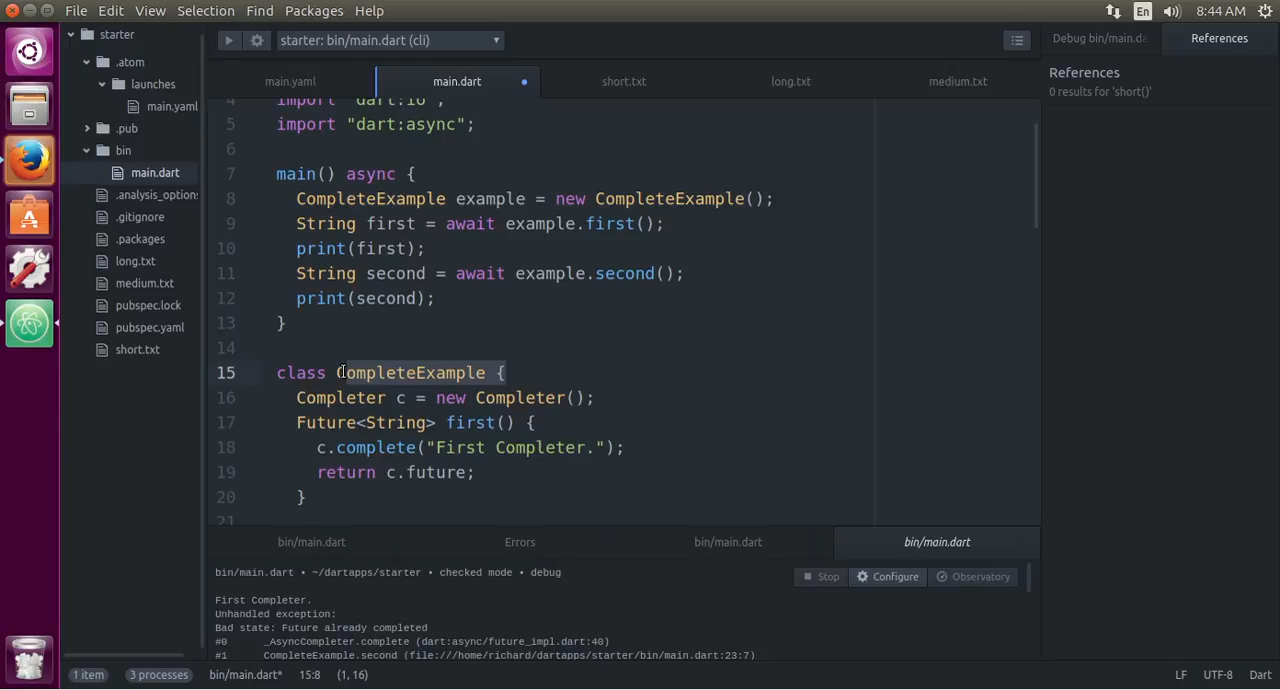 File Edit View Selection Find Packages Help
En 8:44 AM
starter
starter: bin/main.dart (cli)
Debug bin/main.da
References
.atom
launches
main.yaml
.pub
bin
main.dart
.analysis_options
.gitignore
.packages
long.txt
medium.txt
pubspec.lock
pubspec.yaml
short.txt
main.yaml
main.dart
short.txt
long.txt
medium.txt
References
0 results for 'short()'
4 import "dart:io";
5 import "dart:async";
6
7 main() async {
8 CompleteExample example = new CompleteExample();
9 String first = await example.first();
10 print(first);
11 String second = await example.second();
12 print(second);
13 }
14
15 class CompleteExample {
16 Completer c = new Completer();
17 Future<String> first() {
18 c.complete("First Completer.");
19 return c.future;
20 }
21
bin/main.dart
Errors
bin/main.dart
bin/main.dart
bin/main.dart • ~/dartapps/starter • checked mode • debug
Stop
Configure
Observatory
First Completer.
Unhandled exception:
Bad state: Future already completed
#0 _AsyncCompleter.complete (dart:async/future_impl.dart:40)
#1 CompleteExample.second (file:///home/richard/dartapps/starter/bin/main.dart:23:7)
1 item 3 processes bin/main.dart* 15:8 (1, 16) LF UTF-8 Dart